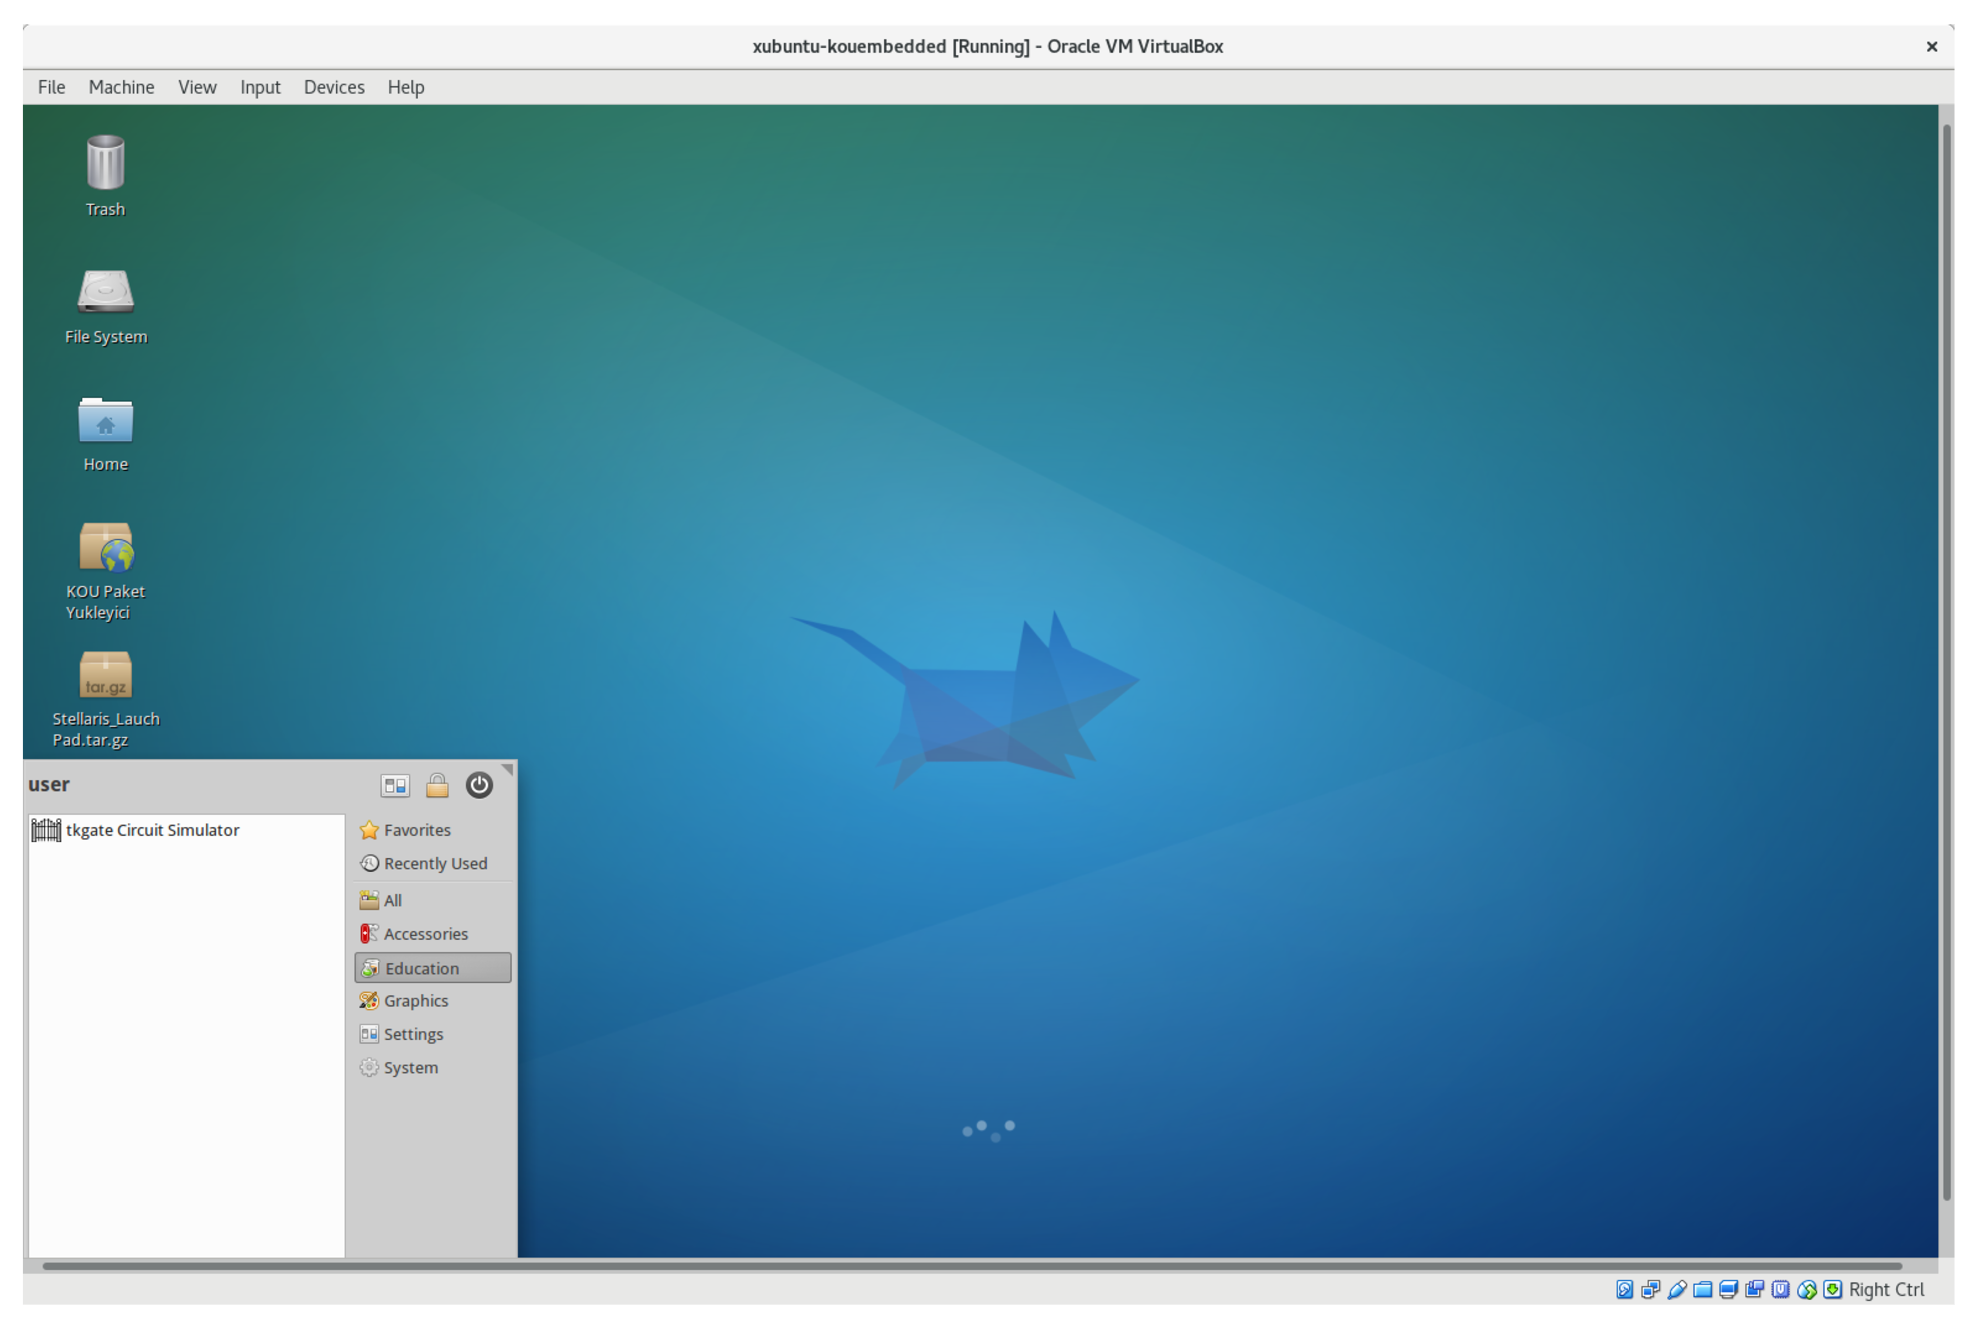 xubuntu-kouembedded [Running] - Oracle VM VirtualBox
File Machine View Input Devices Help
Trash
File System
Home
KOU Paket
Yukleyici
tar.gz
Stellaris_Lauch
Pad.tar.gz
user
tkgate Circuit Simulator
Favorites
Recently Used
All
Accessories
Education
Graphics
Settings
System
Right Ctrl